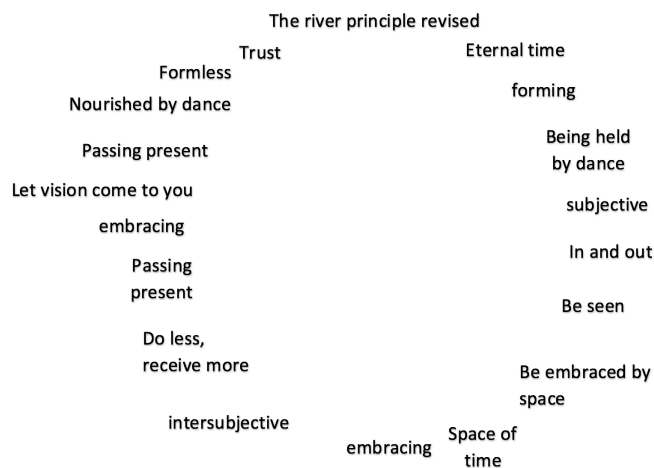 The river principle revised
Trust
Eternal time
Formless
forming
Nourished by dance
Being held
by dance
Passing present
Let vision come to you
subjective
embracing
In and out
Passing
present
Be seen
Do less,
receive more
Be embraced by
space
intersubjective
embracing
Space of
time